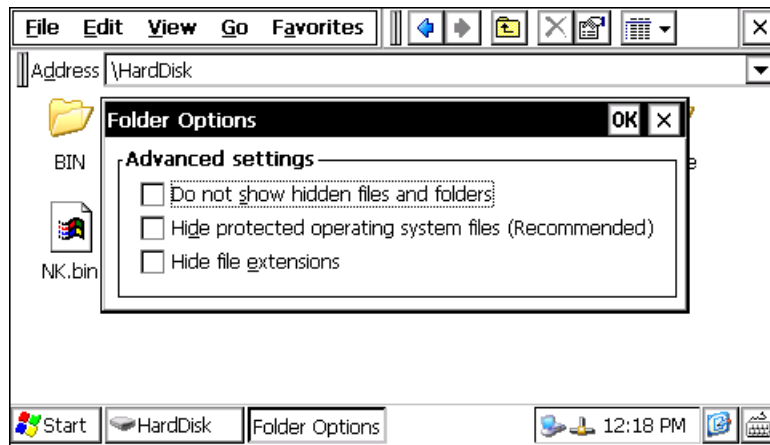 File Edit View Go Favorites
Address \HardDisk
Folder Options OK
BIN
Advanced settings
Do not show hidden files and folders
Hide protected operating system files (Recommended)
NK.bin
Hide file extensions
Start HardDisk Folder Options 12:18 PM